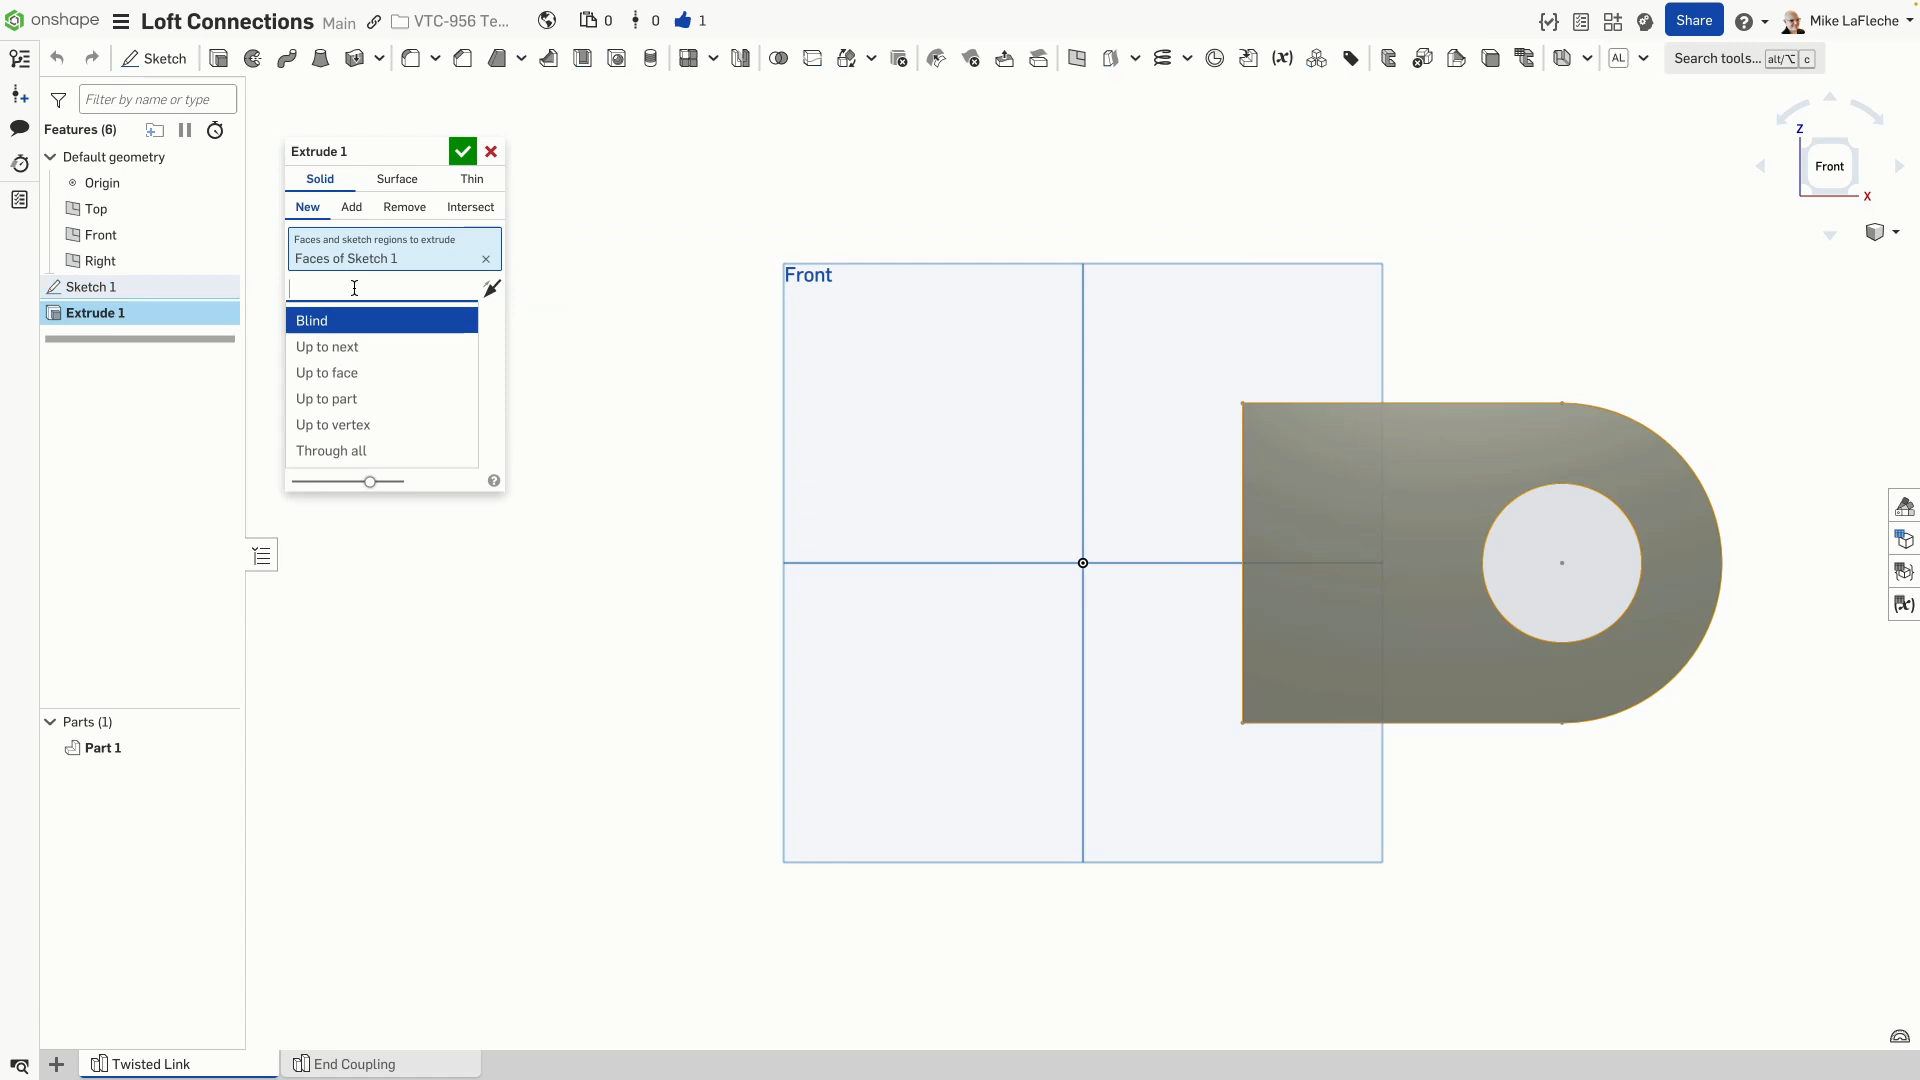 onshape Loft Connections Main VTC-956 Te... 0 0 1 Share Mike LaFleche
Sketch (x) AL Search tools... alt/⌥ c
Filter by name or type
Features (6)
Default geometry
Origin
Top
Front
Right
Sketch 1
Extrude 1
Parts (1)
Part 1
Extrude 1
Solid Surface Thin
New Add Remove Intersect
Faces and sketch regions to extrude
Faces of Sketch 1
Blind
Up to next
Up to face
Up to part
Up to vertex
Through all
Front
Z
Front
X
(x)
Twisted Link
End Coupling